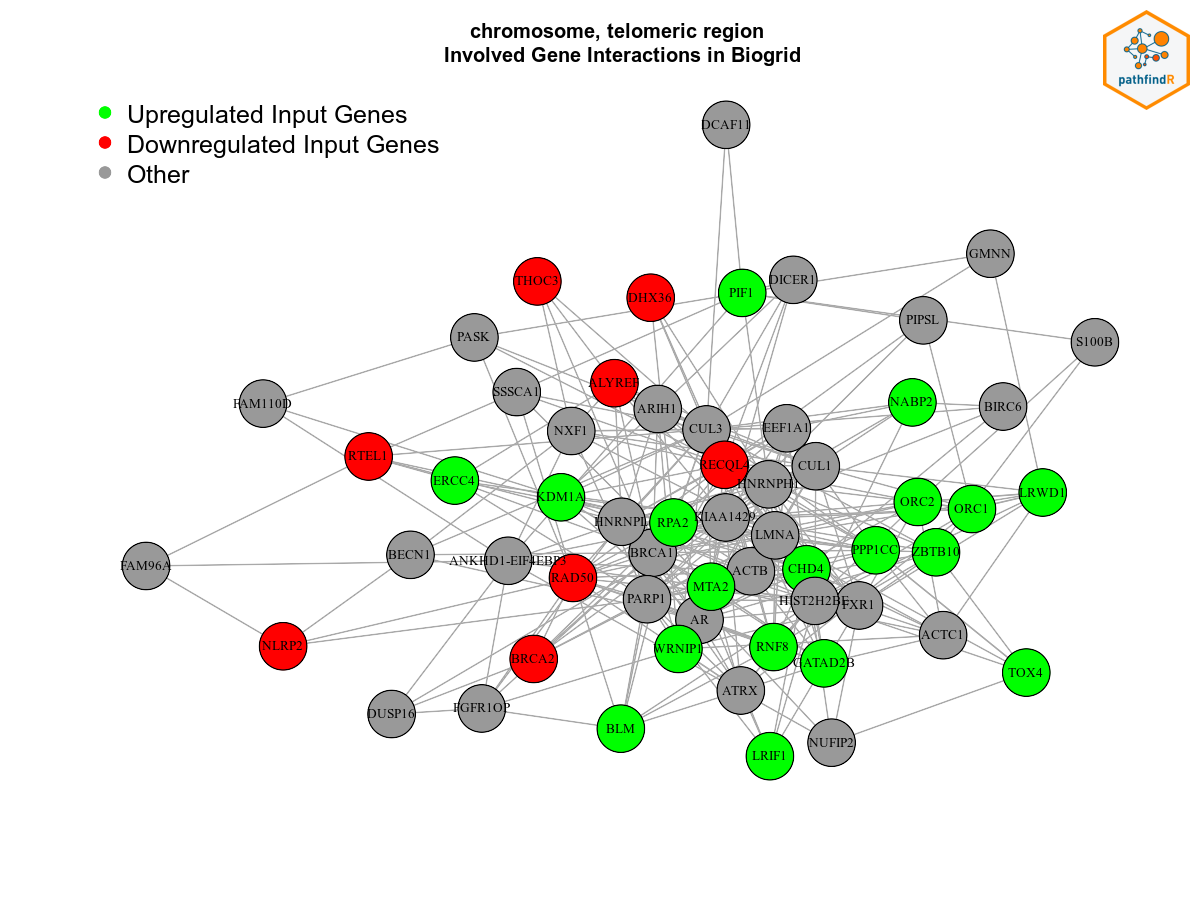 chromosome, telomeric region
Involved Gene Interactions in Biogrid
pathfindR
Upregulated Input Genes
Downregulated Input Genes
Other
DCAF11
GMNN
THOC3
DHX36
PIF1
DICER1
PIPSL
PASK
S100B
FAM110D
SSSCA1
ALYREF
ARIH1
NABP2
BIRC6
NXF1
CUL3
EEF1A1
RTEL1
ERCC4
RECQL4
CUL1
KDM1A
HNRNPH1
ORC2
ORC1
LRWD1
HNRNPL
RPA2
KIAA1429
LMNA
BRCA1
PPP1CC
ZBTB10
FAM96A
BECN1
ANKHD1-EIF4EBP3
RAD50
ACTB
CHD4
MTA2
PARP1
HIST2H2BE
FXR1
AR
ACTC1
NLRP2
BRCA2
WRNIP1
RNF8
GATAD2B
TOX4
DUSP16
FGFR1OP
ATRX
BLM
LRIF1
NUFIP2